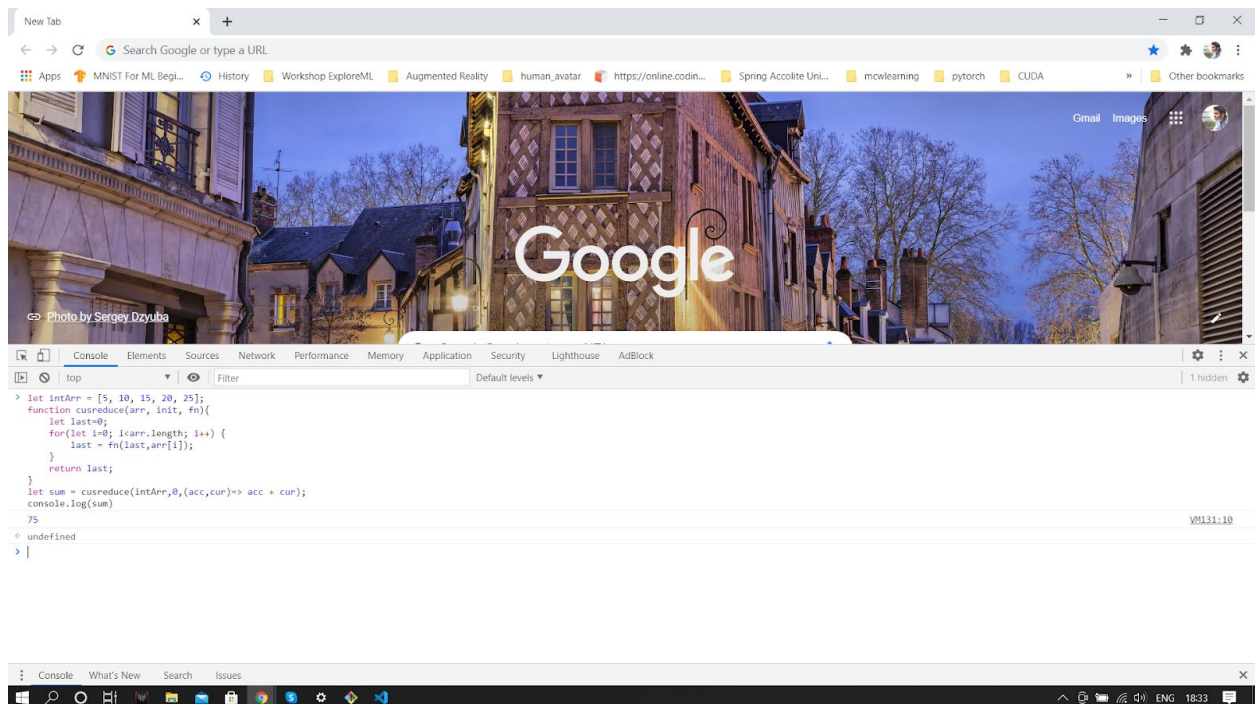 New Tab
Search Google or type a URL
Apps MNIST For ML Begi... History Workshop ExploreML Augmented Reality human_avatar https://online.codin... Spring Accolite Uni... mcwlearning pytorch CUDA » Other bookmarks
Gmail Images
Google
Photo by Sergey Dzyuba
Console Elements Sources Network Performance Memory Application Security Lighthouse AdBlock
top Filter Default levels ▼ 1 hidden
> let intArr = [5, 10, 15, 20, 25];
function cusreduce(arr, init, fn){
let last=0;
for(let i=0; i<arr.length; i++) {
last = fn(last,arr[i]);
}
return last;
}
let sum = cusreduce(intArr,0,(acc,cur)=> acc + cur);
console.log(sum)
75 VM131:10
undefined
>
Console What's New Search Issues
ENG 18:33